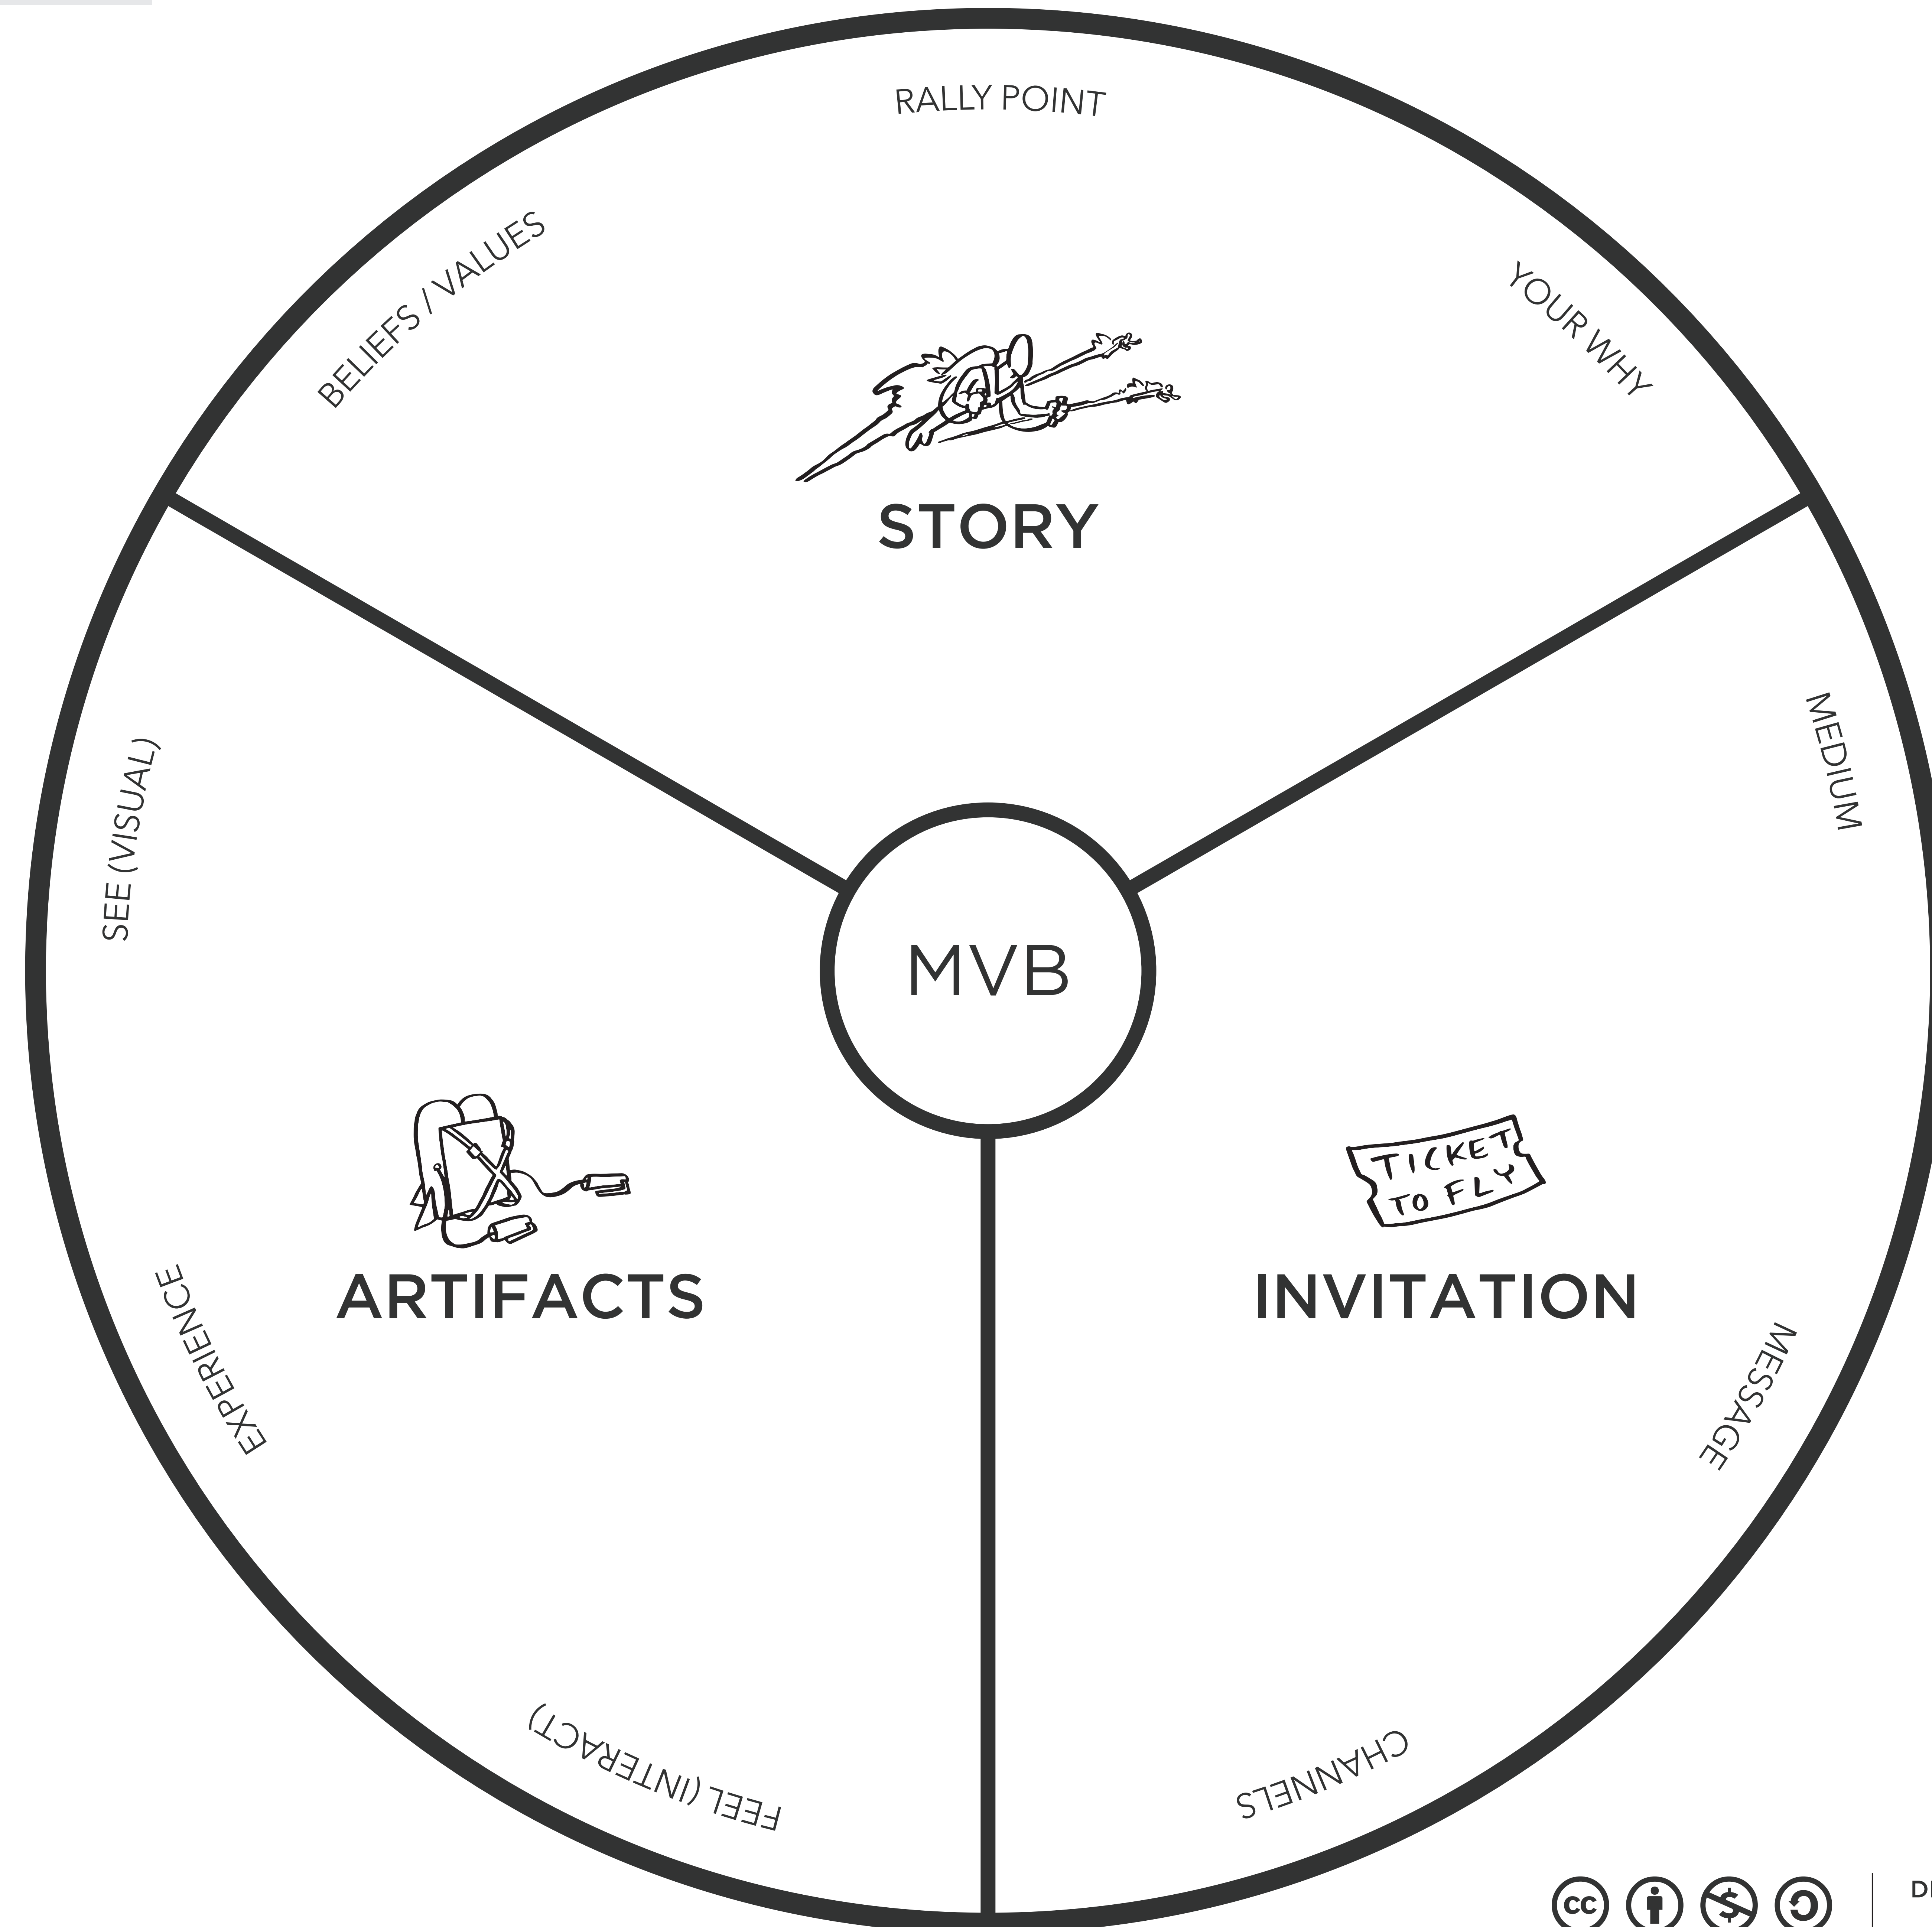 RALLY POINT
BELIEFS / VALUES
YOUR WHY
STORY
SEE (VISUAL)
MEDIUM
MVB
TICKET
TO FLY
ARTIFACTS
INVITATION
EXPERIENCE
MESSAGE
FEEL (INTERACT)
CHANNELS
cc